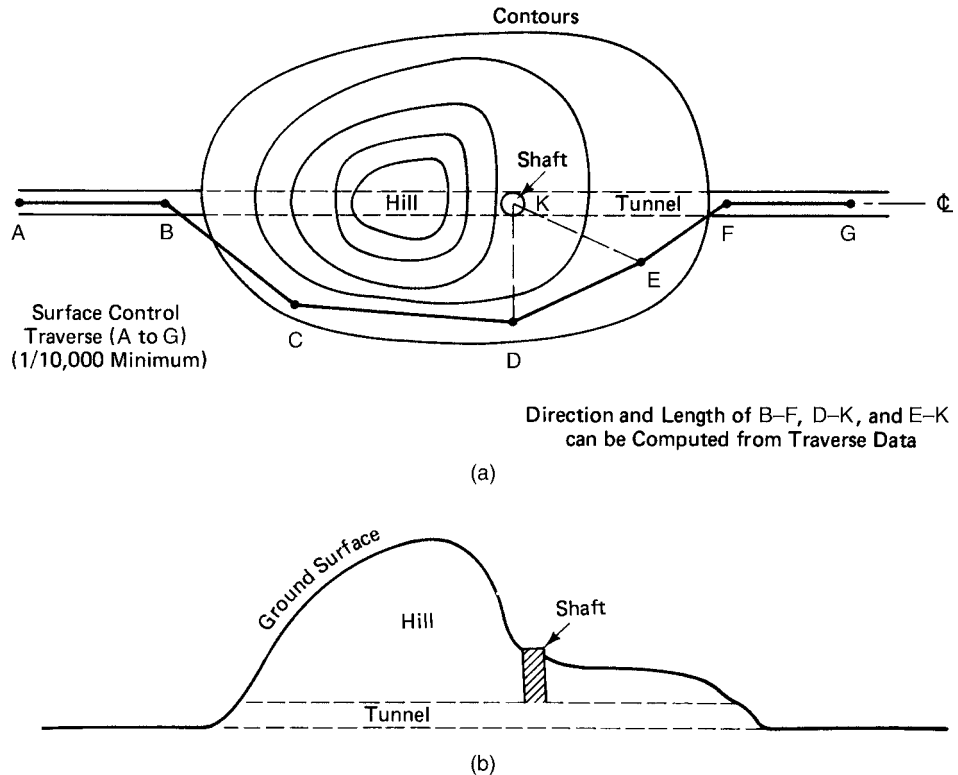 Contours
Shaft
Hill
K
Tunnel
℄
A
B
F
G
E
C
D
Surface Control
Traverse (A to G)
(1/10,000 Minimum)
Direction and Length of B–F, D–K, and E–K
can be Computed from Traverse Data
(a)
Ground Surface
Hill
Shaft
Tunnel
(b)